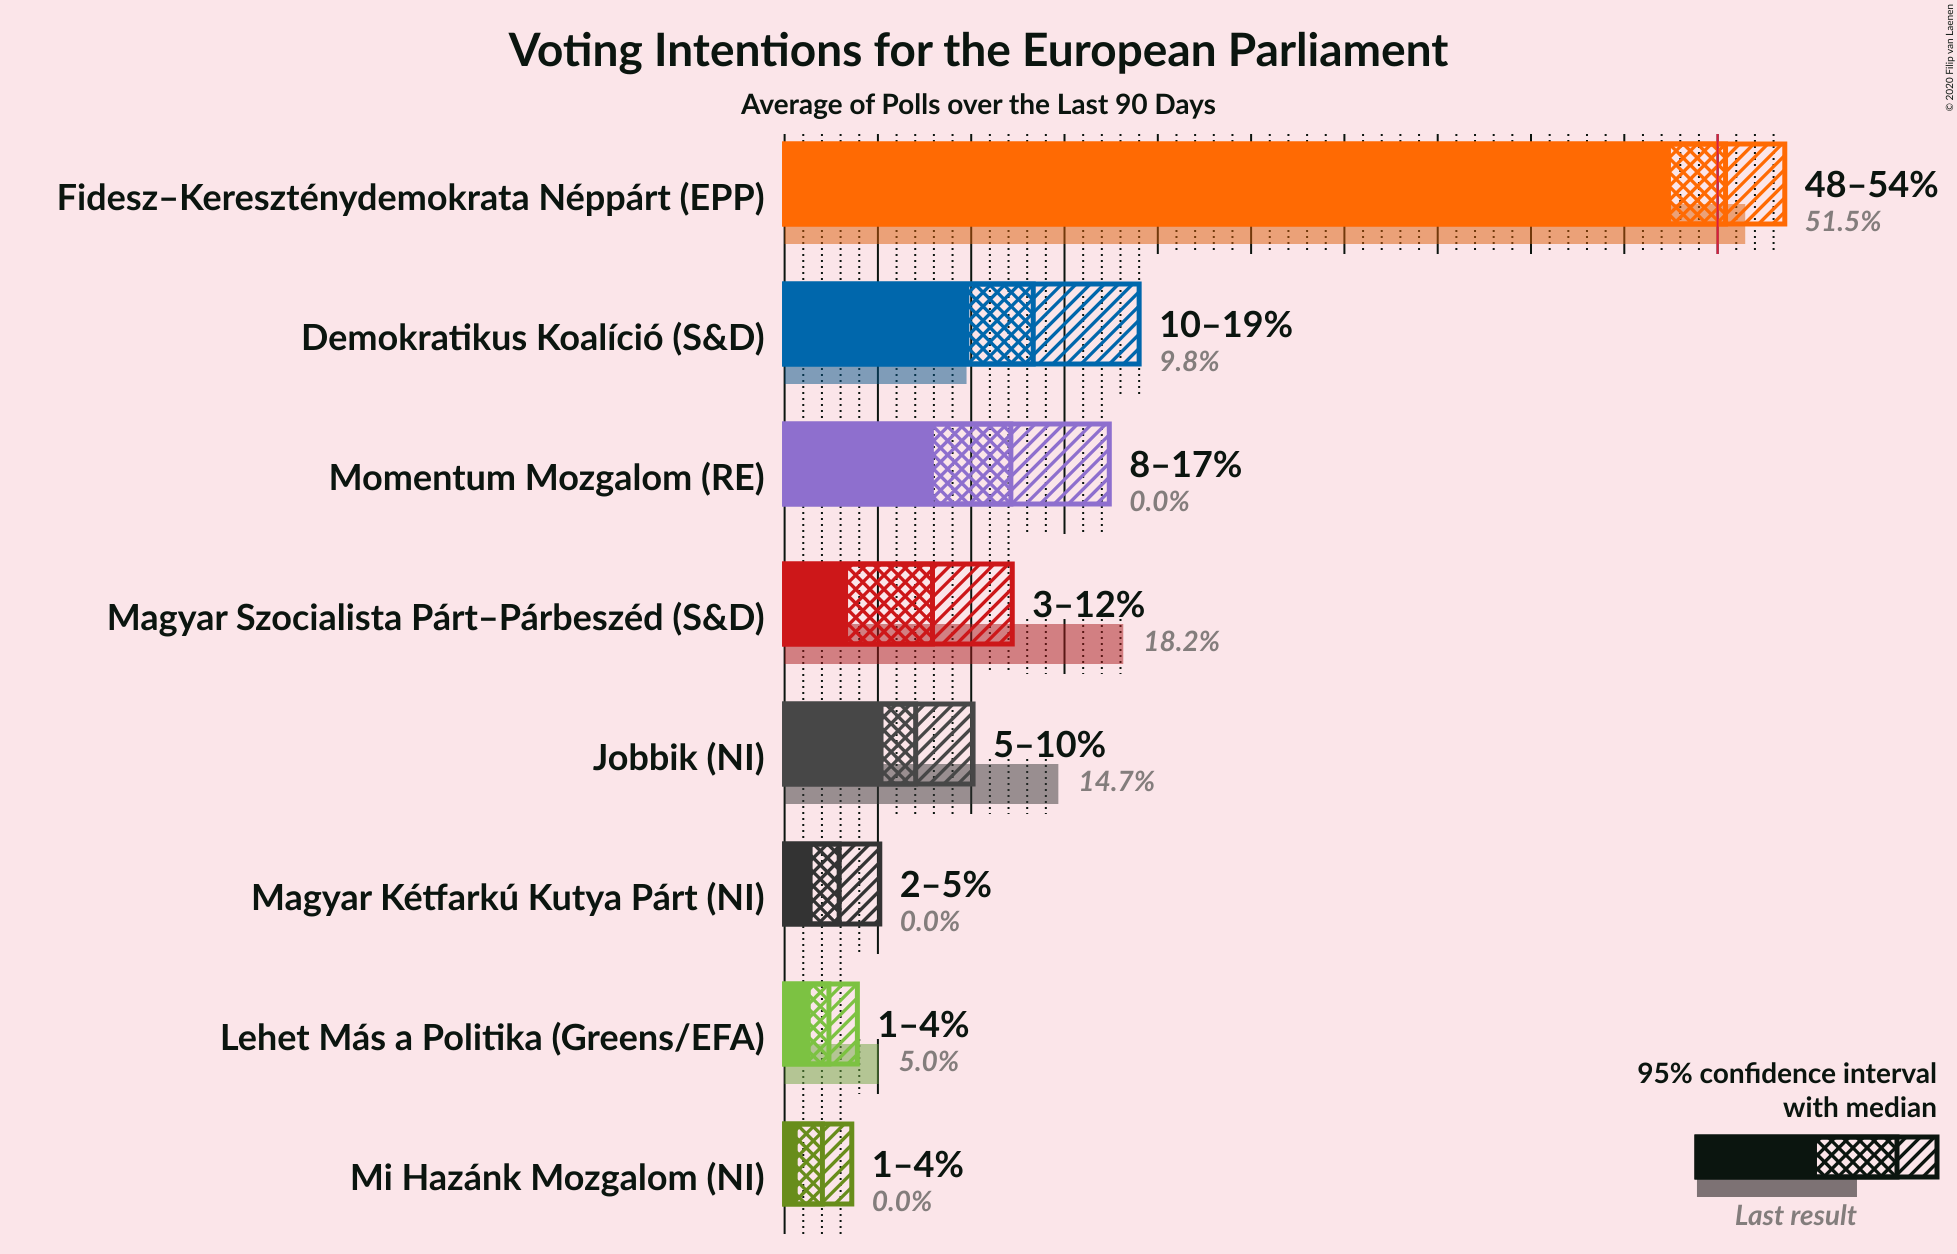 Voting Intentions for the European Parliament
Average of Polls over the Last 90 Days
© 2020 Filip van Laenen
Fidesz–Kereszténydemokrata Néppárt (EPP)
48–54%
51.5%
Demokratikus Koalíció (S&D)
10–19%
9.8%
Momentum Mozgalom (RE)
8–17%
0.0%
Magyar Szocialista Párt–Párbeszéd (S&D)
3–12%
18.2%
Jobbik (NI)
5–10%
14.7%
Magyar Kétfarkú Kutya Párt (NI)
2–5%
0.0%
Lehet Más a Politika (Greens/EFA)
1–4%
5.0%
Mi Hazánk Mozgalom (NI)
1–4%
0.0%
95% confidence interval
with median
Last result